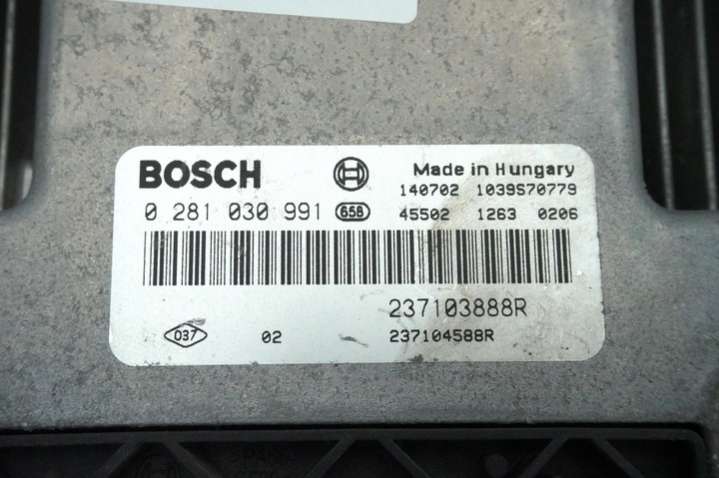 BOSCH Made in Hungary
140702 1039S70779
0 281 030 991 658 45502 1263 0206
237103888R
037 02 237104588R